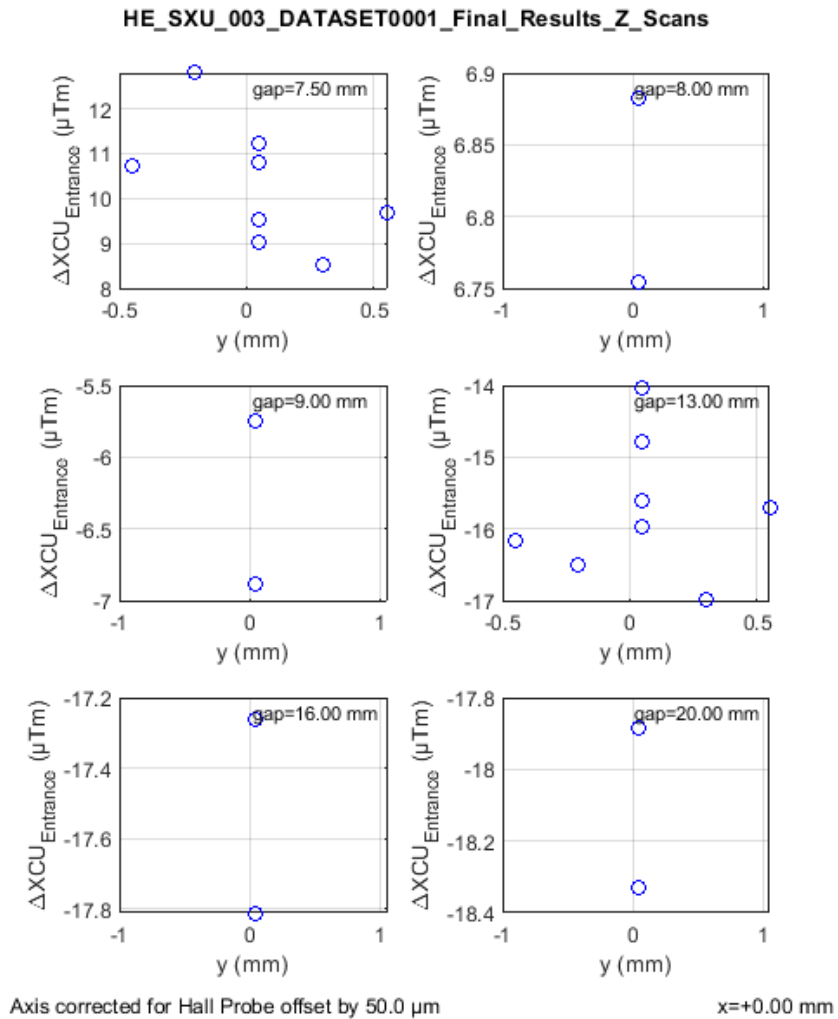 HE_SXU_003_DATASET0001_Final_Results_Z_Scans
ΔXCU_Entrance (μTm)
12
11
10
9
8
gap=7.50 mm
-0.5 0 0.5
y (mm)
ΔXCU_Entrance (μTm)
6.9
6.85
6.8
6.75
gap=8.00 mm
-1 0 1
y (mm)
ΔXCU_Entrance (μTm)
-5.5
-6
-6.5
-7
gap=9.00 mm
-1 0 1
y (mm)
ΔXCU_Entrance (μTm)
-14
-15
-16
-17
gap=13.00 mm
-0.5 0 0.5
y (mm)
ΔXCU_Entrance (μTm)
-17.2
-17.4
-17.6
-17.8
gap=16.00 mm
-1 0 1
y (mm)
ΔXCU_Entrance (μTm)
-17.8
-18
-18.2
-18.4
gap=20.00 mm
-1 0 1
y (mm)
Axis corrected for Hall Probe offset by 50.0 μm
x=+0.00 mm